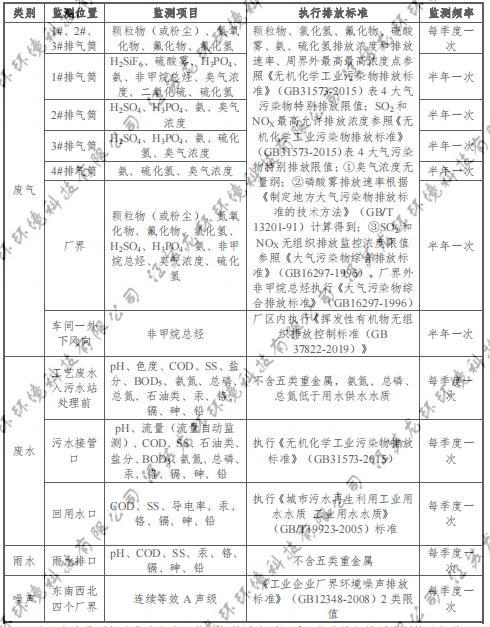 类别 监测位置 监测项目 执行排放标准 监测频率
废气
1#、2#、
3#排气筒
颗粒物（或粉尘）、氮氧
化物、氟化物、氯化氢
每季度一
次
1#排气筒
H2SiF6、硫酸雾、H3PO4、
氨、非甲烷总烃、臭气浓
度、二氧化硫、硫化氢
半年一次
2#排气筒
H2SO4、H3PO4、氨、臭气
浓度
半年一次
3#排气筒
H2SO4、H3PO4、氨、硫化
氢、臭气浓度
半年一次
4#排气筒
氨、硫化氢、臭气浓度
半年一次
厂界
颗粒物（或粉尘）、氮氧
化物、氟化物、氯化氢、
H2SO4、H3PO4、氨、非甲
烷总烃、臭气浓度、硫化
氢
半年一次
颗粒物、氯化氢、氟化物、硫酸
雾、氨、硫化氢排放浓度和排放
速率、周界外最高最高浓度点参
照《无机化学工业污染物排放标
准》（GB31573-2015）表 4 大气
污染物特别排放限值；SO2 和
NOX 最高允许排放浓度参照《无
机化学工业污染物排放标准》
（GB31573-2015)表 4 大气污染
物特别排放限值；①臭气浓度无
量纲；②磷酸雾排放速率根据
《制定地方大气污染物排放标
准的技术方法》（GB/T
13201-91）计算得到；③SO2 和
NOX 无组织排放监控浓度限值
参照《大气污染物综合排放标
准》（GB16297-1996）。厂界外
非甲烷总烃执行《大气污染物综
合排放标准》（GB16297-1996）
车间一外
下风向
非甲烷总烃
厂区内执行《挥发性有机物无组
织排放控制标准（GB
37822-2019）》
半年一次
废水
工艺废水
入污水站
处理前
pH、色度、COD、SS、盐
分、BOD5、氨氮、总磷、
总氮、石油类、汞、铬、
镉、砷、铅
不含五类重金属，氨氮、总磷、
总氮低于用水供水水质
每季度一
次
污水接管
口
pH、流量（流量自动监
测）、COD、SS、石油类、
盐分、BOD5、氨氮、总磷、
汞、铬、镉、砷、铅
执行《无机化学工业污染物排放
标准》（GB31573-2015）
每季度一
次
回用水口
COD、SS、导电率、汞、
铬、镉、砷、铅
执行《城市污水再生利用工业用
水水质 工业用水水质》
（GB/T19923-2005）标准
每季度一
次
雨水
雨水排口
pH、COD、SS、汞、铬、
镉、砷、铅
不含五类重金属
每季度一
次
噪声
东南西北
四个厂界
连续等效 A 声级
《工业企业厂界环境噪声排放
标准》（GB12348-2008）2 类限
值
每季度一
次